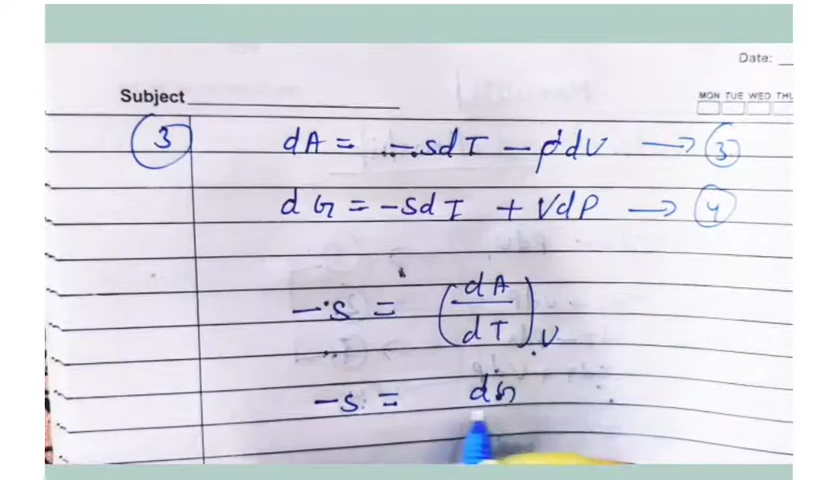 Date:
Subject
MON TUE WED THU
③ dA = -SdT - pdV → ③
dG = -SdT + VdP → ④
-S = (dA/dT)V
-S = dG